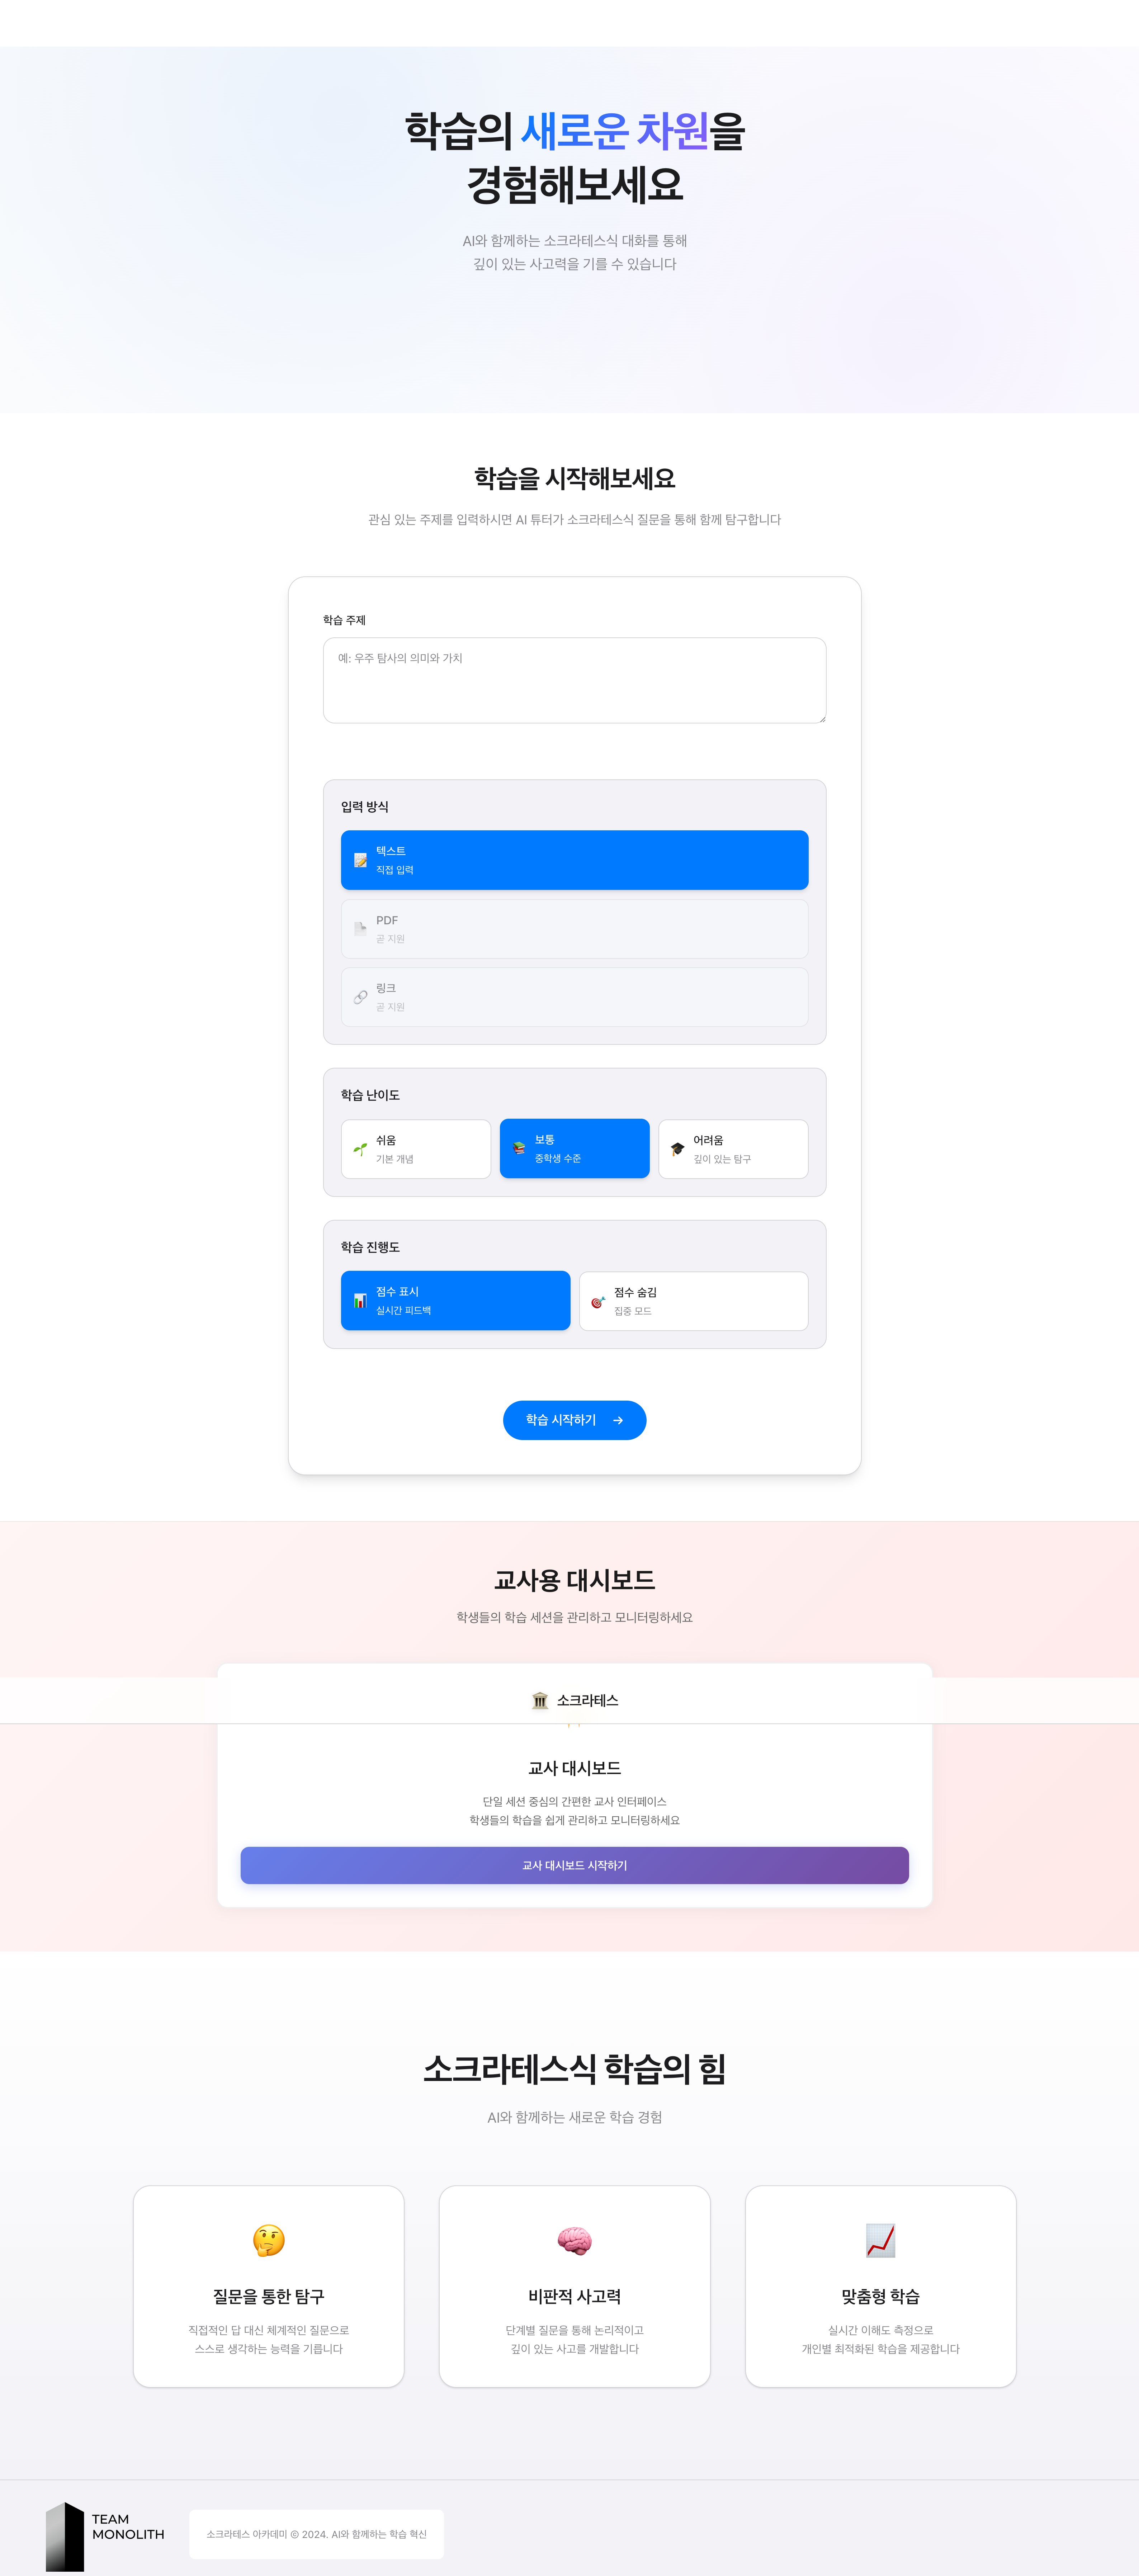 학습의 새로운 차원을
경험해보세요
AI와 함께하는 소크라테스식 대화를 통해
깊이 있는 사고력을 기를 수 있습니다
학습을 시작해보세요
관심 있는 주제를 입력하시면 AI 튜터가 소크라테스식 질문을 통해 함께 탐구합니다
학습 주제
예: 우주 탐사의 의미와 가치
입력 방식
텍스트
직접 입력
PDF
곧 지원
링크
곧 지원
학습 난이도
쉬움
기본 개념
보통
중학생 수준
어려움
깊이 있는 탐구
학습 진행도
점수 표시
실시간 피드백
점수 숨김
집중 모드
학습 시작하기 →
교사용 대시보드
학생들의 학습 세션을 관리하고 모니터링하세요
소크라테스
교사 대시보드
단일 세션 중심의 간편한 교사 인터페이스
학생들의 학습을 쉽게 관리하고 모니터링하세요
교사 대시보드 시작하기
소크라테스식 학습의 힘
AI와 함께하는 새로운 학습 경험
질문을 통한 탐구
직접적인 답 대신 체계적인 질문으로
스스로 생각하는 능력을 기릅니다
비판적 사고력
단계별 질문을 통해 논리적이고
깊이 있는 사고를 개발합니다
맞춤형 학습
실시간 이해도 측정으로
개인별 최적화된 학습을 제공합니다
TEAM
MONOLITH
소크라테스 아카데미 © 2024. AI와 함께하는 학습 혁신